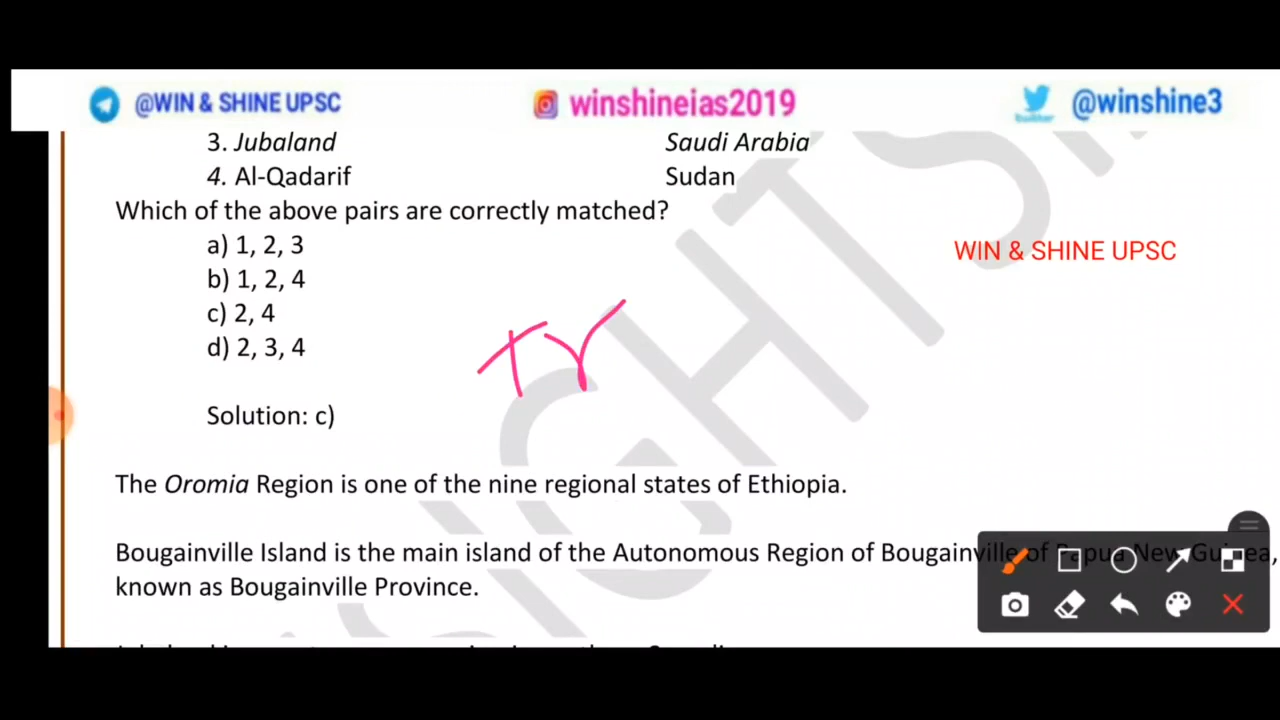 @WIN & SHINE UPSC winshineias2019 @winshine3
3. Jubaland Saudi Arabia
4. Al-Qadarif Sudan
Which of the above pairs are correctly matched?
a) 1, 2, 3
WIN & SHINE UPSC
b) 1, 2, 4
c) 2, 4
d) 2, 3, 4
Solution: c)
The Oromia Region is one of the nine regional states of Ethiopia.
Bougainville Island is the main island of the Autonomous Region of Bougainville of Papua New Guinea,
known as Bougainville Province.